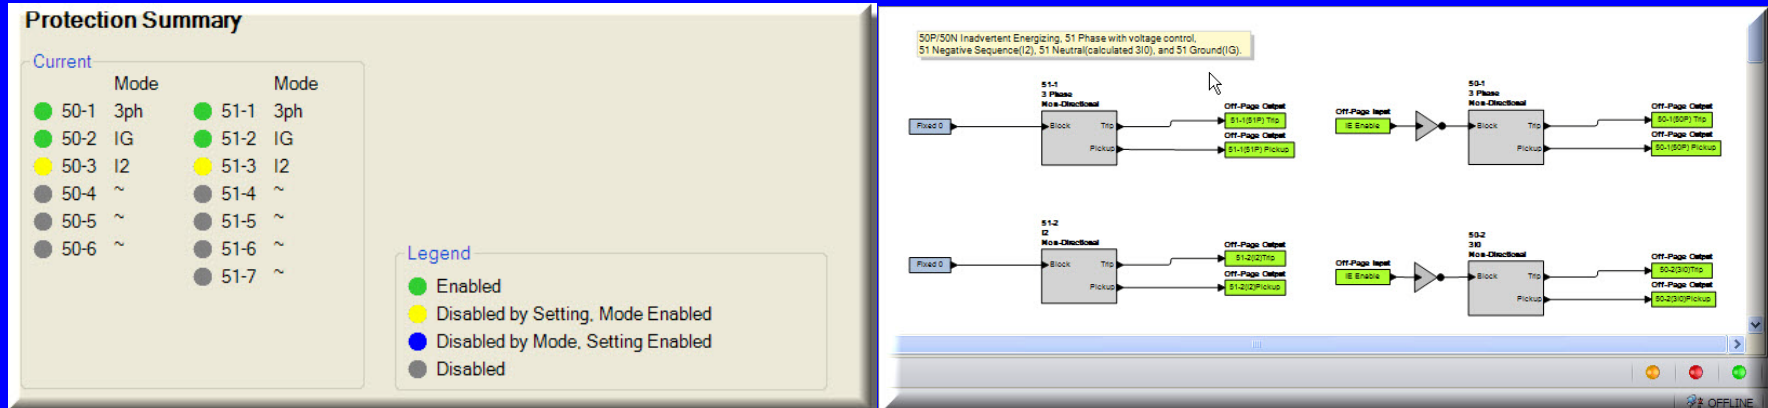 Protection Summary
Current
Mode Mode
50-1 3ph 51-1 3ph
50-2 IG 51-2 IG
50-3 I2 51-3 I2
50-4 ~ 51-4 ~
50-5 ~ 51-5 ~
50-6 ~ 51-6 ~
51-7 ~
Legend
Enabled
Disabled by Setting, Mode Enabled
Disabled by Mode, Setting Enabled
Disabled
50P/50N Inadvertent Energizing, 51 Phase with voltage control,
51 Negative Sequence(I2), 51 Neutral(calculated 3I0), and 51 Ground(IG).
51-1
3 Phase
Non-Directional
Fixed 0
Block Trip
Pickup
Off-Page Output
51-1(51P) Trip
Off-Page Output
51-1(51P) Pickup
50-1
3 Phase
Non-Directional
Off-Page Input
IE Enable
Block Trip
Pickup
Off-Page Output
50-1(50P) Trip
Off-Page Output
50-1(50P) Pickup
51-2
I2
Non-Directional
Fixed 0
Block Trip
Pickup
Off-Page Output
51-2(I2)Trip
Off-Page Output
51-2(I2)Pickup
50-2
3I0
Non-Directional
Off-Page Input
IE Enable
Block Trip
Pickup
Off-Page Output
50-2(3I0)Trip
Off-Page Output
50-2(3I0)Pickup
OFFLINE